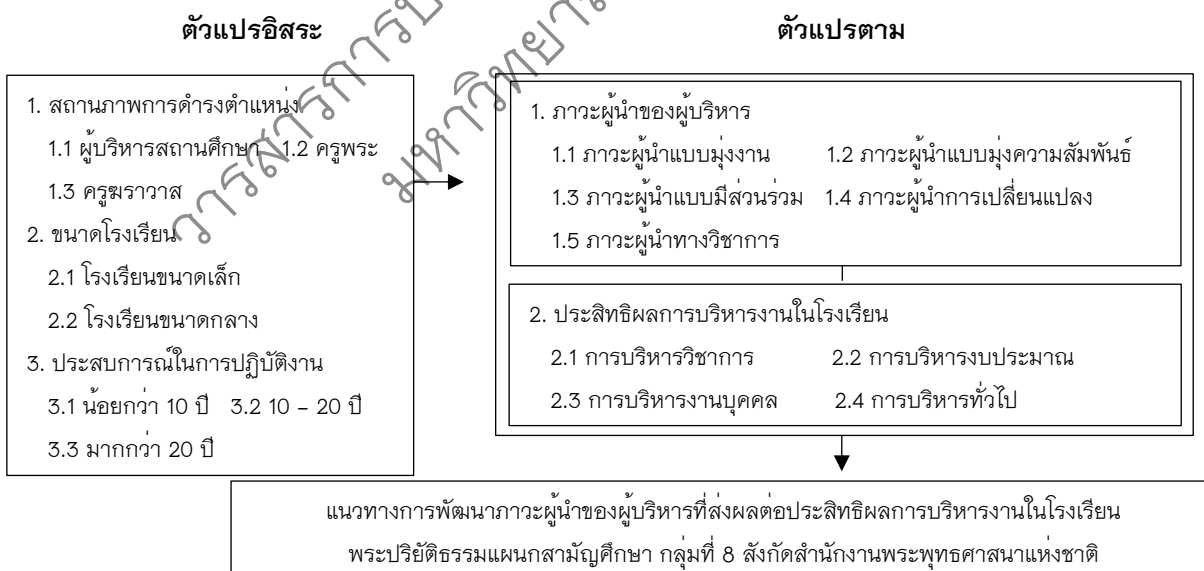 ตัวแปรอิสระ
ตัวแปรตาม
1. สถานภาพการดำรงตำแหน่ง
1.1 ผู้บริหารสถานศึกษา 1.2 ครูพระ
1.3 ครูฆราวาส
2. ขนาดโรงเรียน
2.1 โรงเรียนขนาดเล็ก
2.2 โรงเรียนขนาดกลาง
3. ประสบการณ์ในการปฏิบัติงาน
3.1 น้อยกว่า 10 ปี 3.2 10 – 20 ปี
3.3 มากกว่า 20 ปี
1. ภาวะผู้นำของผู้บริหาร
1.1 ภาวะผู้นำแบบมุ่งงาน 1.2 ภาวะผู้นำแบบมุ่งความสัมพันธ์
1.3 ภาวะผู้นำแบบมีส่วนร่วม 1.4 ภาวะผู้นำการเปลี่ยนแปลง
1.5 ภาวะผู้นำทางวิชาการ
2. ประสิทธิผลการบริหารงานในโรงเรียน
2.1 การบริหารวิชาการ 2.2 การบริหารงบประมาณ
2.3 การบริหารงานบุคคล 2.4 การบริหารทั่วไป
แนวทางการพัฒนาภาวะผู้นำของผู้บริหารที่ส่งผลต่อประสิทธิผลการบริหารงานในโรงเรียน
พระปริยัติธรรมแผนกสามัญศึกษา กลุ่มที่ 8 สังกัดสำนักงานพระพุทธศาสนาแห่งชาติ